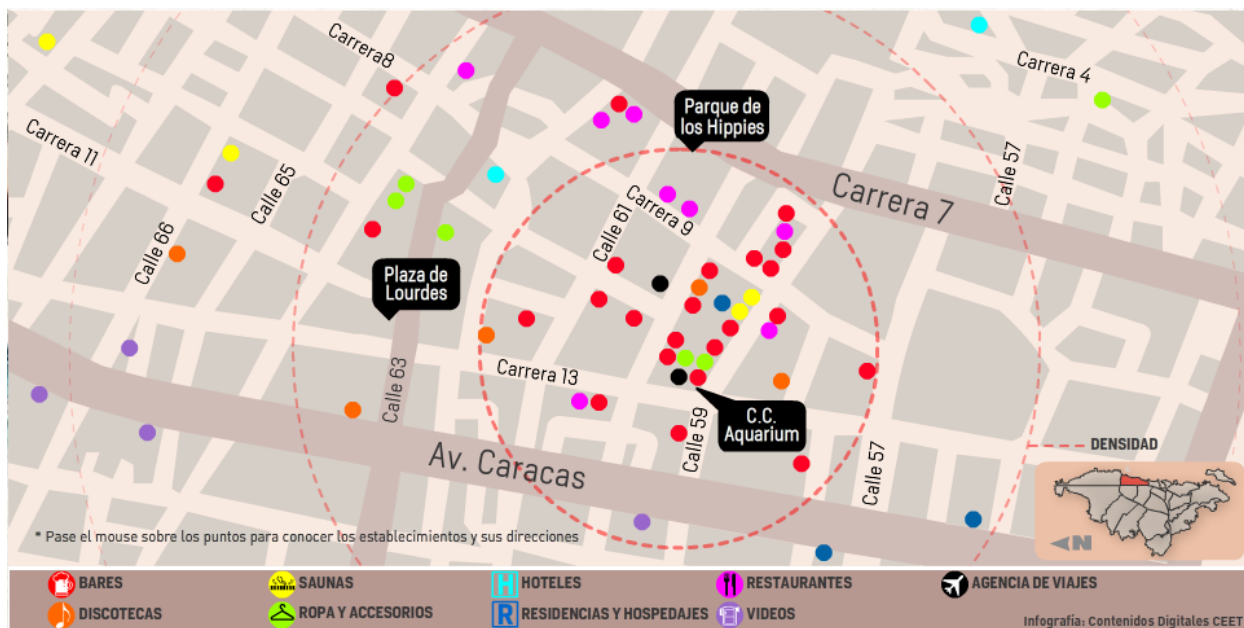 Carrera8
Carrera 4
Parque de
los Hippies
Carrera 11
Calle 65
Calle 57
Carrera 7
Calle 61
Carrera 9
Calle 66
Plaza de
Lourdes
Carrera 13
Calle 63
C.C.
Aquarium
Calle 59
Calle 57
DENSIDAD
Av. Caracas
N
* Pase el mouse sobre los puntos para conocer los establecimientos y sus direcciones
BARES
SAUNAS
H HOTELES
RESTAURANTES
AGENCIA DE VIAJES
DISCOTECAS
ROPA Y ACCESORIOS
R RESIDENCIAS Y HOSPEDAJES
VIDEOS
Infografía: Contenidos Digitales CEET